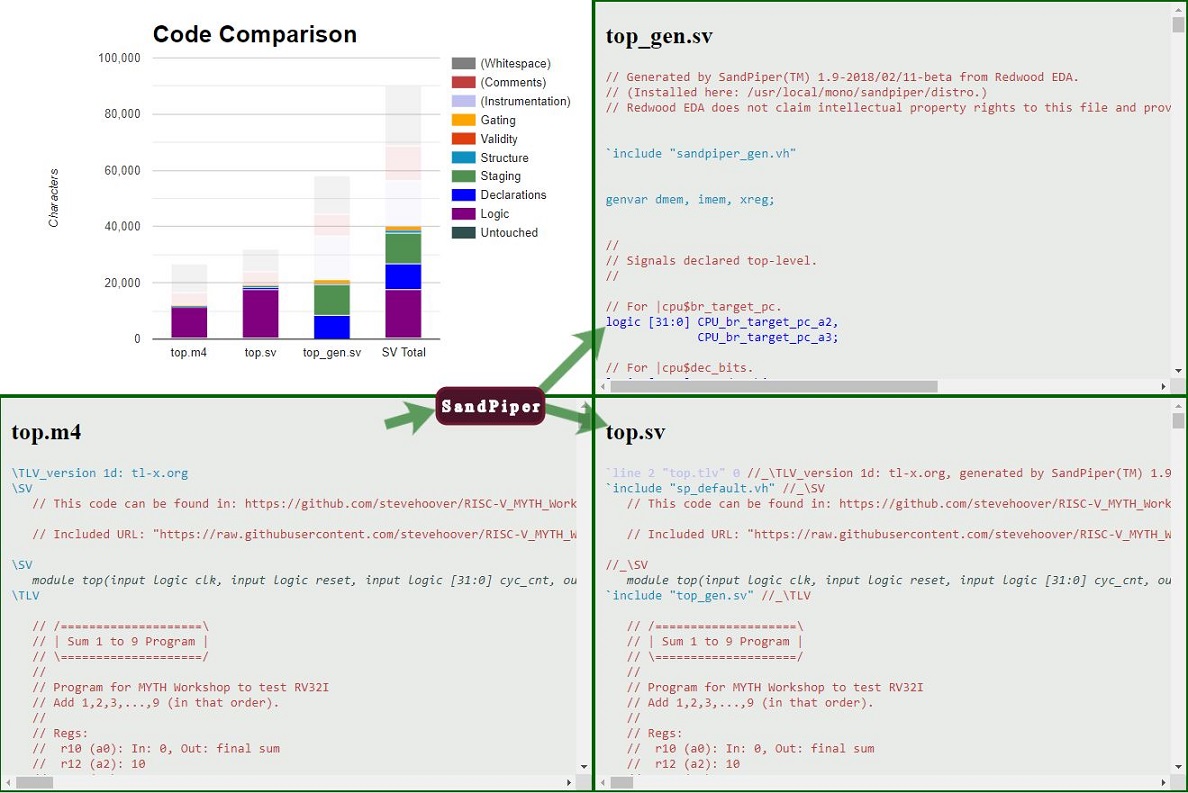 Code Comparison
100,000
80,000
60,000
40,000
20,000
0
Characters
top.m4
top.sv
top_gen.sv
SV Total
(Whitespace)
(Comments)
(Instrumentation)
Gating
Validity
Structure
Staging
Declarations
Logic
Untouched
top_gen.sv
// Generated by SandPiper(TM) 1.9-2018/02/11-beta from Redwood EDA.
// (Installed here: /usr/local/mono/sandpiper/distro.)
// Redwood EDA does not claim intellectual property rights to this file and prov
`include "sandpiper_gen.vh"
genvar dmem, imem, xreg;
//
// Signals declared top-level.
//
// For |cpu$br_target_pc.
logic [31:0] CPU_br_target_pc_a2,
CPU_br_target_pc_a3;
// For |cpu$dec_bits.
SandPiper
top.m4
\TLV_version 1d: tl-x.org
\SV
// This code can be found in: https://github.com/stevehoover/RISC-V_MYTH_Work
// Included URL: "https://raw.githubusercontent.com/stevehoover/RISC-V_MYTH_W
\SV
module top(input logic clk, input logic reset, input logic [31:0] cyc_cnt, ou
\TLV
// /====================\
// | Sum 1 to 9 Program |
// \====================/
//
// Program for MYTH Workshop to test RV32I
// Add 1,2,3,...,9 (in that order).
//
// Regs:
//  r10 (a0): In: 0, Out: final sum
//  r12 (a2): 10
top.sv
`line 2 "top.tlv" 0 //_\TLV_version 1d: tl-x.org, generated by SandPiper(TM) 1.9
`include "sp_default.vh" //_\SV
// This code can be found in: https://github.com/stevehoover/RISC-V_MYTH_Work
// Included URL: "https://raw.githubusercontent.com/stevehoover/RISC-V_MYTH_W
//_\SV
module top(input logic clk, input logic reset, input logic [31:0] cyc_cnt, ou
`include "top_gen.sv" //_\TLV
// /====================\
// | Sum 1 to 9 Program |
// \====================/
//
// Program for MYTH Workshop to test RV32I
// Add 1,2,3,...,9 (in that order).
//
// Regs:
//  r10 (a0): In: 0, Out: final sum
//  r12 (a2): 10